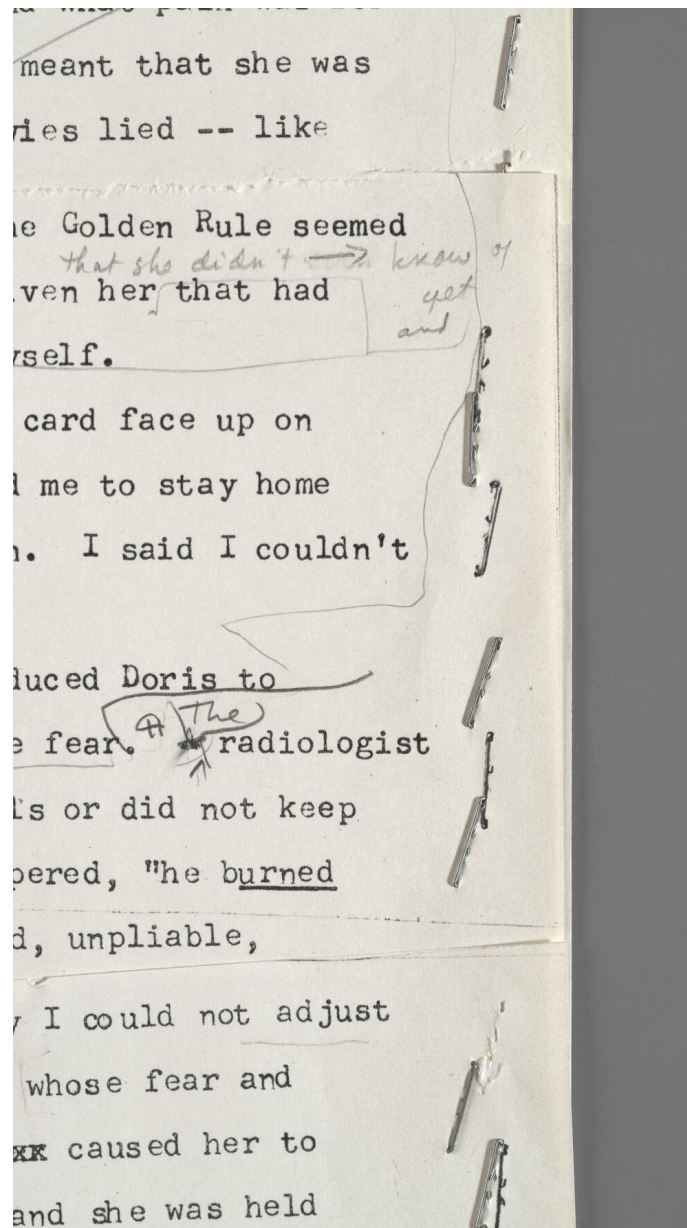 meant that she was
vies lied -- like
ne Golden Rule seemed
that she didn't → know of
yet
ven her that had
and
yself.
card face up on
d me to stay home
n. I said I couldn't
duced Doris to
The
e fear. radiologist
l's or did not keep
pered, "he burned
d, unpliable,
y I could not adjust
whose fear and
xx caused her to
and she was held